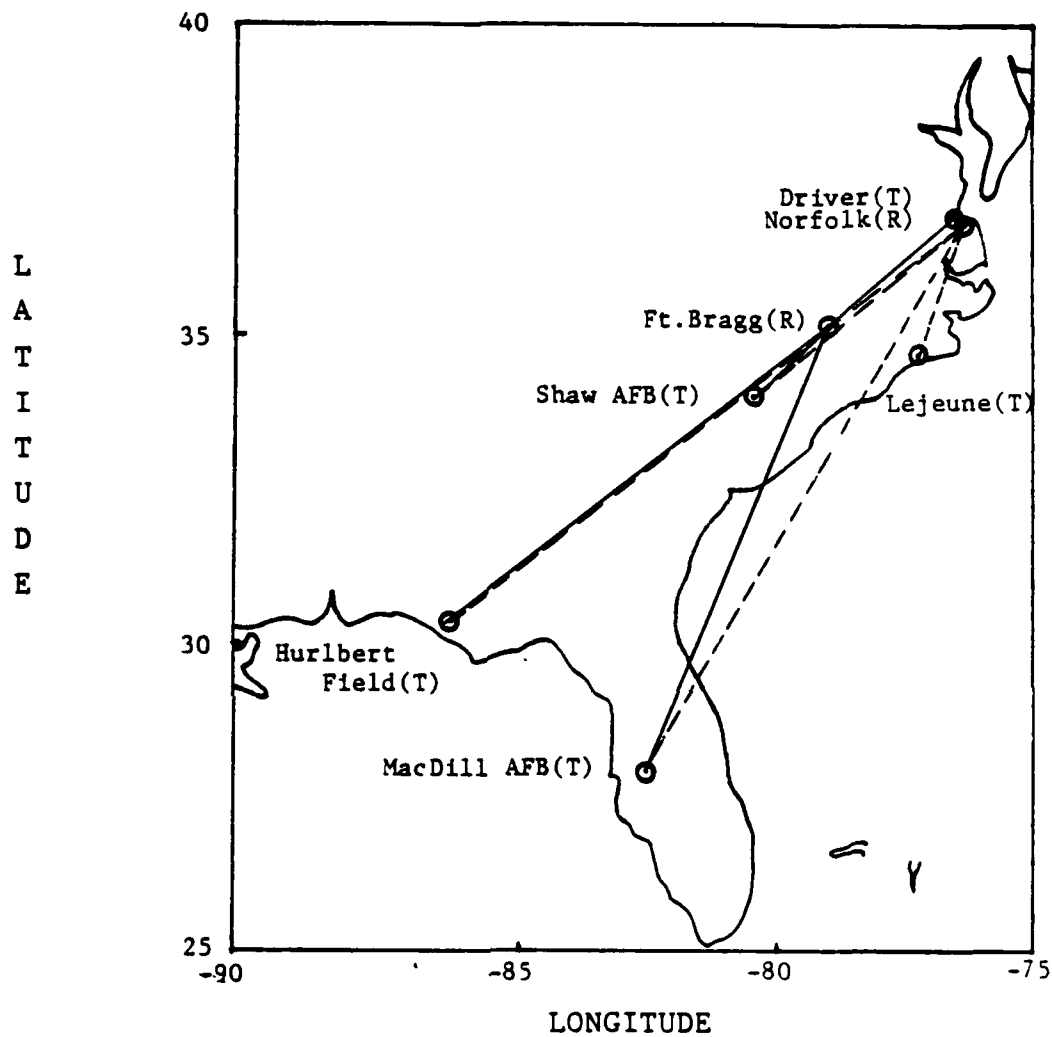 40
Driver(T)
Norfolk(R)
L
A
T
I
T
U
D
E
Ft.Bragg(R)
35
Shaw AFB(T)
Lejeune(T)
30
Hurlbert
Field(T)
MacDill AFB(T)
25
-90
-85
-80
-75
LONGITUDE